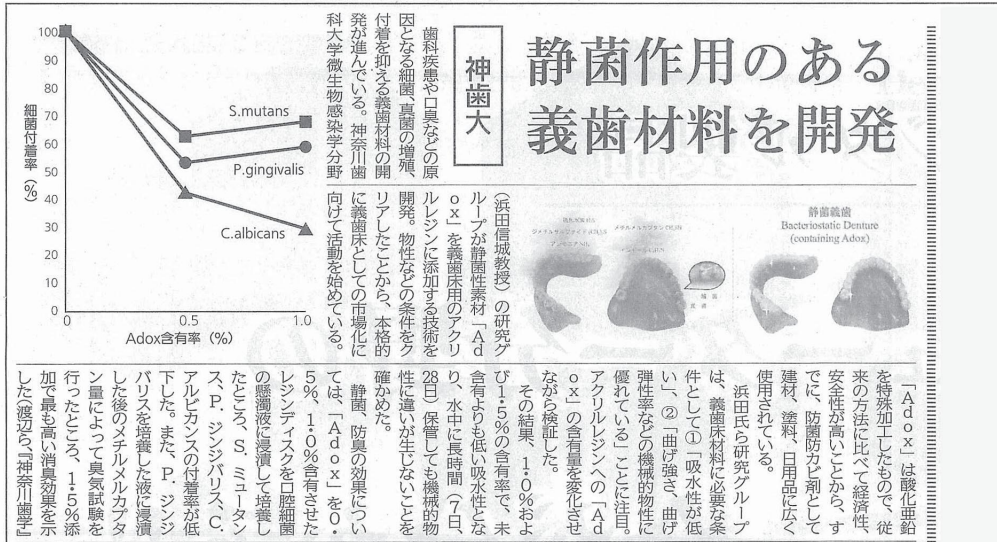 静菌作用のある
義歯材料を開発
神歯大
歯科疾患や口臭などの原
因となる細菌、真菌の増殖、
付着を抑える義歯材料の開
発が進んでいる。神奈川歯
科大学微生物感染学分野
（浜田信城教授）の研究グ
ループが静菌性素材「Ad
ox」を義歯床用のアクリ
ルレジンに添加する技術を
開発。物性などの条件をク
リアしたことから、本格的
に義歯床としての市場化に
向けて活動を始めている。
「Adox」は酸化亜鉛
を特殊加工したもので、従
来の方法に比べて経済性、
安全性が高いことから、す
でに、防菌防カビ剤として
建材、塗料、日用品に広く
使用されている。
浜田氏ら研究グループ
は、義歯床材料に必要な条
件として①「吸水性が低
い」、②「曲げ強さ、曲げ
弾性率などの機械的物性に
優れている」ことに注目。
アクリルレジンへの「Ad
ox」の含有量を変化させ
ながら検証した。
その結果、1・0％およ
び1・5％の含有率で、未
含有よりも低い吸水性とな
り、水中に長時間（7日、
28日）保管しても機械的物
性に違いが生じないことを
確かめた。
静菌、防臭の効果につい
ては、「Adox」を0・
5％、1・0％含有させた
レジンディスクを口腔細菌
の懸濁液に浸漬して培養し
たところ、S．ミュータン
ス、P．ジンジバリス、C．
アルビカンスの付着率が低
下した。また、P．ジンジ
バリスを培養した液に浸漬
した後のメチルメルカプタ
ン量によって臭気試験を
行ったところ、1・5％添
加で最も高い消臭効果を示
した（渡辺ら、『神奈川歯学』
細菌付着率（％）
100
90
80
70
60
50
40
30
20
10
0
S.mutans
P.gingivalis
C.albicans
0
0.5
1.0
Adox含有率（％）
静菌義歯
Bacteriostatic Denture
(containing Adox)